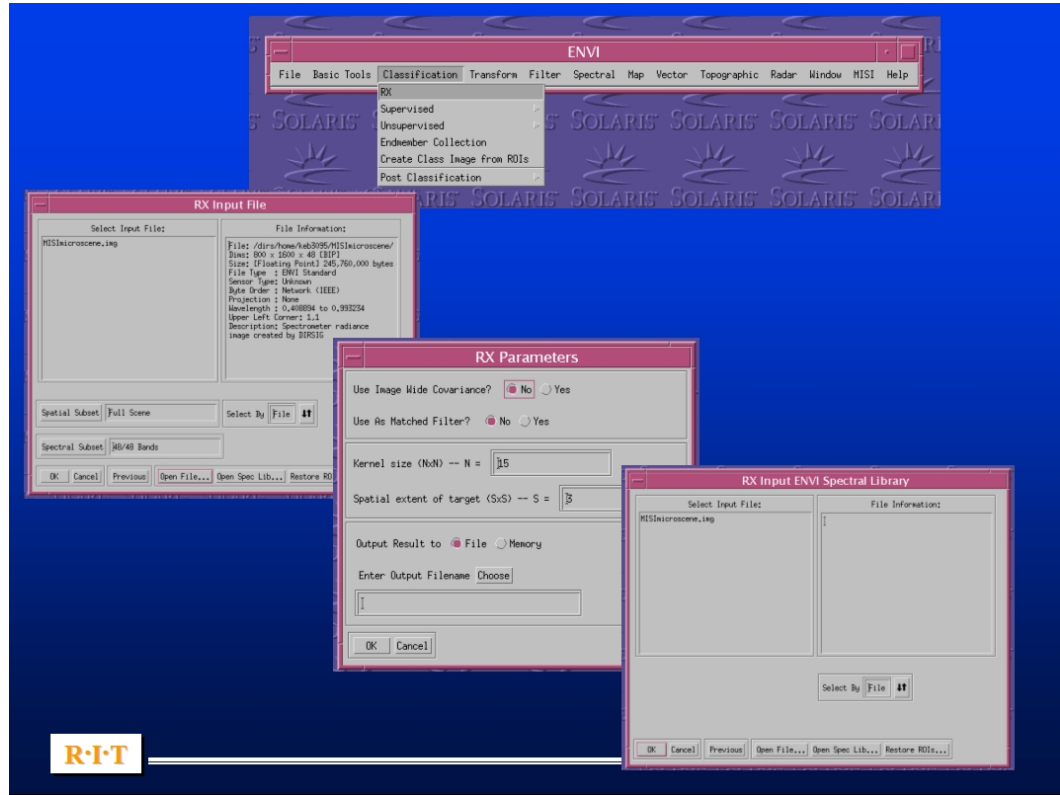 ENVI
File Basic Tools Classification Transform Filter Spectral Map Vector Topographic Radar Window MISI Help
RX
Supervised
Unsupervised
Endmember Collection
Create Class Image from ROIs
Post Classification
SOLARIS SOLARIS SOLARIS SOLARIS
SOLARIS SOLARIS SOLARIS SOLARIS
RX Input File
Select Input File:
MISImicroscene.img
File Information:
File: /dirs/home/keb3095/MISImicroscene/
Dims: 800 x 1600 x 48 [BIP]
Size: [Floating Point] 245,760,000 bytes
File Type : ENVI Standard
Sensor Type: Unknown
Byte Order : Network (IEEE)
Projection : None
Wavelength : 0.408894 to 0.993234
Upper Left Corner: 1,1
Description: Spectrometer radiance
image created by DIRSIG
Spatial Subset Full Scene
Select By File
Spectral Subset 48/48 Bands
OK Cancel Previous Open File... Open Spec Lib... Restore RO
RX Parameters
Use Image Wide Covariance? No Yes
Use As Matched Filter? No Yes
Kernel size (NxN) -- N = 15
Spatial extent of target (SxS) -- S = 3
Output Result to File Memory
Enter Output Filename Choose
OK Cancel
RX Input ENVI Spectral Library
Select Input File:
MISImicroscene.img
File Information:
Select By File
OK Cancel Previous Open File... Open Spec Lib... Restore ROIs...
R·I·T